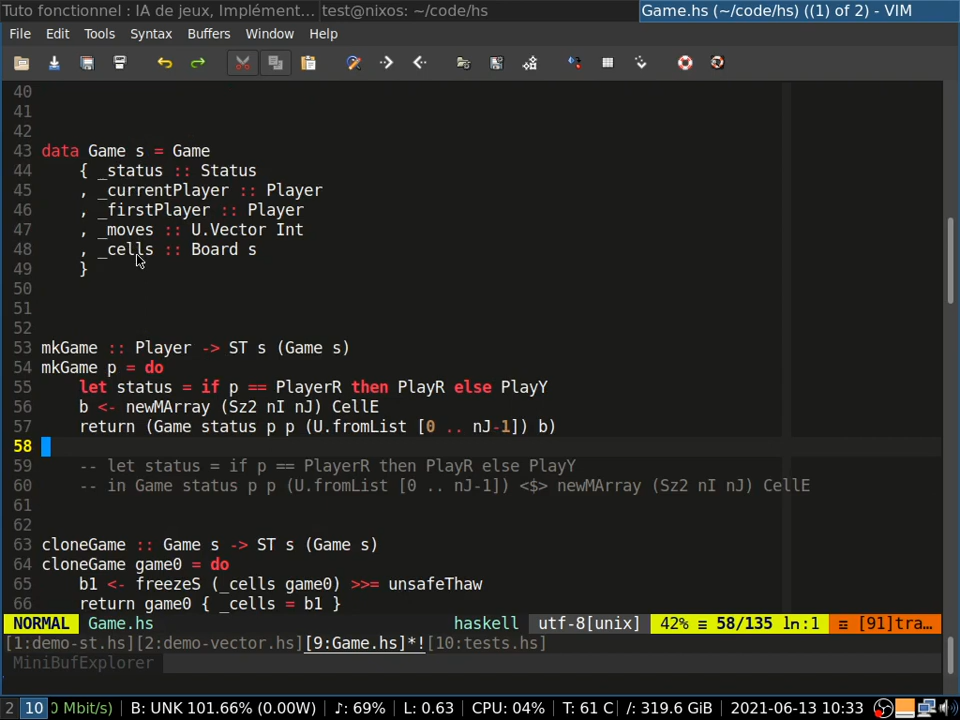 Tuto fonctionnel : IA de jeux, Implément... test@nixos: ~/code/hs Game.hs (~/code/hs) ((1) of 2) - VIM
File Edit Tools Syntax Buffers Window Help
40
41
42
43 data Game s = Game
44     { _status :: Status
45     , _currentPlayer :: Player
46     , _firstPlayer :: Player
47     , _moves :: U.Vector Int
48     , _cells :: Board s
49     }
50
51
52
53 mkGame :: Player -> ST s (Game s)
54 mkGame p = do
55     let status = if p == PlayerR then PlayR else PlayY
56     b <- newMArray (Sz2 nI nJ) CellE
57     return (Game status p p (U.fromList [0 .. nJ-1]) b)
58
59     -- let status = if p == PlayerR then PlayR else PlayY
60     -- in Game status p p (U.fromList [0 .. nJ-1]) <$> newMArray (Sz2 nI nJ) CellE
61
62
63 cloneGame :: Game s -> ST s (Game s)
64 cloneGame game0 = do
65     b1 <- freezeS (_cells game0) >>= unsafeThaw
66     return game0 { _cells = b1 }
NORMAL Game.hs haskell utf-8[unix] 42% ≡ 58/135 ln:1 ≡ [91]tra...
[1:demo-st.hs][2:demo-vector.hs][9:Game.hs]*![10:tests.hs]
MiniBufExplorer
2 10 0 Mbit/s) B: UNK 101.66% (0.00W) ♪: 69% L: 0.63 CPU: 04% T: 61 C /: 319.6 GiB 2021-06-13 10:33